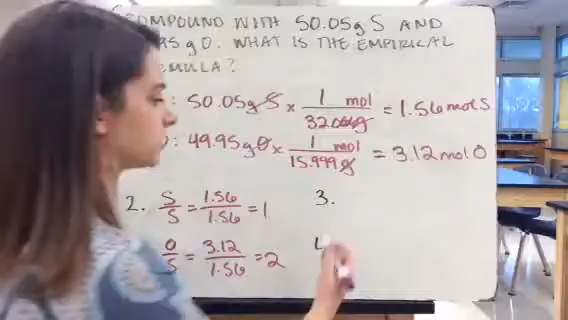 COMPOUND WITH 50.05g S AND
95 g O. WHAT IS THE EMPIRICAL
MULA?
: 50.05g S × 1 mol / 32.06g = 1.56 mol S
: 49.95g O × 1 mol / 15.999g = 3.12 mol O
2. S/S = 1.56/1.56 = 1
O/S = 3.12/1.56 = 2
3.